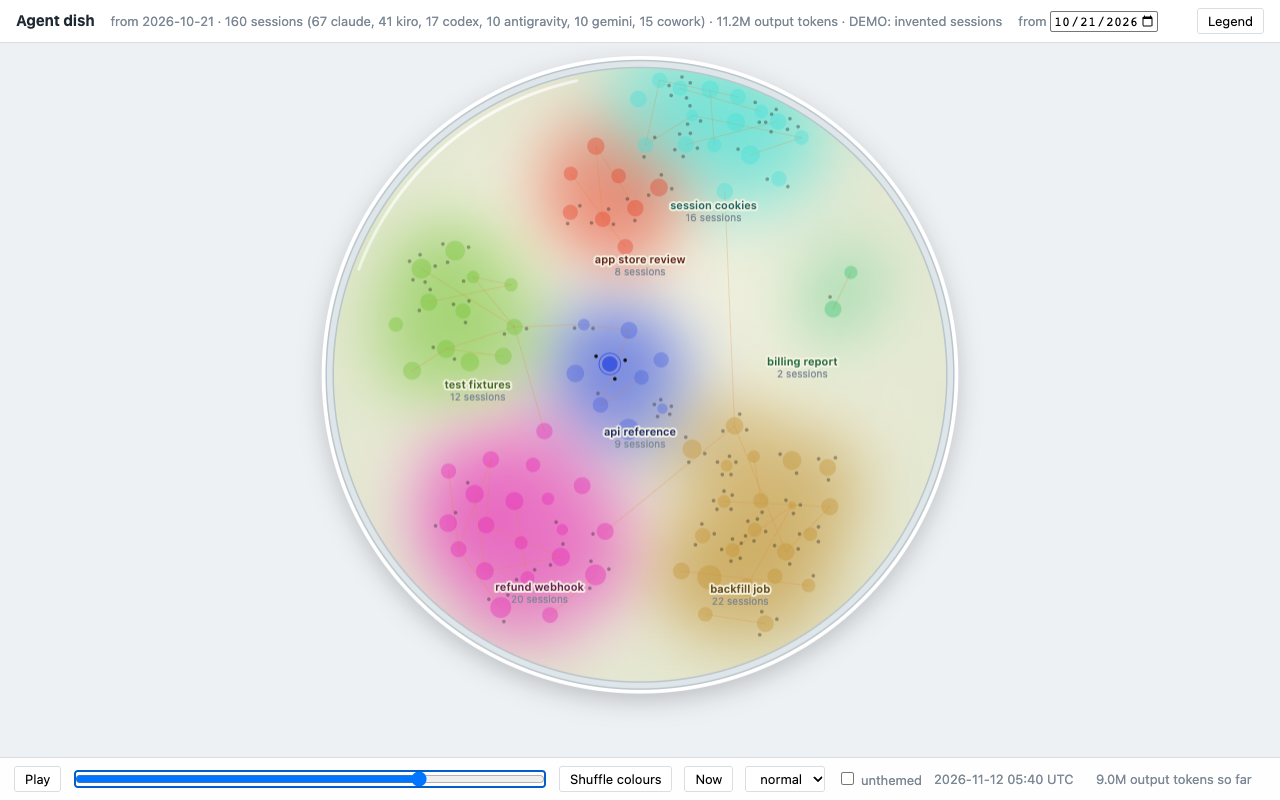 Agent dish from 2026-10-21 · 160 sessions (67 claude, 41 kiro, 17 codex, 10 antigravity, 10 gemini, 15 cowork) · 11.2M output tokens · DEMO: invented sessions from 10/21/2026 Legend
session cookies
16 sessions
app store review
8 sessions
billing report
2 sessions
test fixtures
12 sessions
api reference
9 sessions
refund webhook
20 sessions
backfill job
22 sessions
Play Shuffle colours Now normal unthemed 2026-11-12 05:40 UTC 9.0M output tokens so far